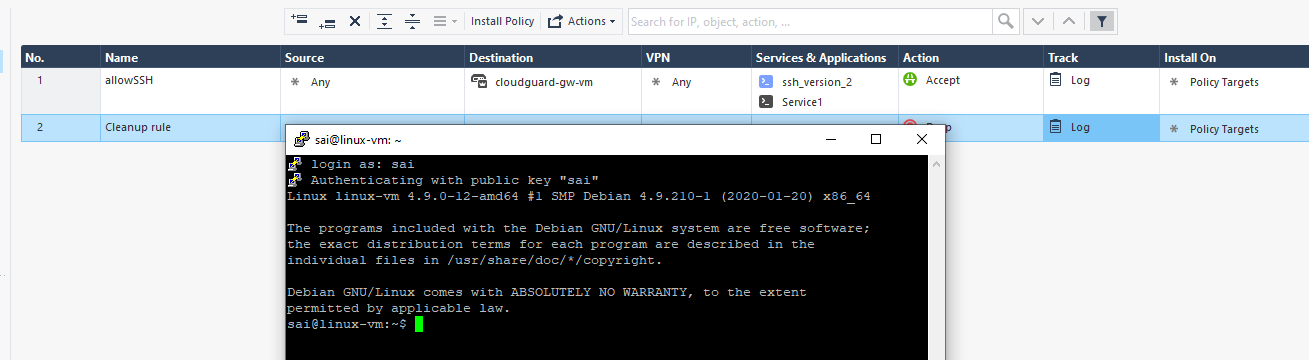 Install Policy Actions Search for IP, object, action, ...
No. Name Source Destination VPN Services & Applications Action Track Install On
1 allowSSH * Any cloudguard-gw-vm * Any ssh_version_2 Accept Log * Policy Targets
Service1
2 Cleanup rule Log * Policy Targets
sai@linux-vm: ~
login as: sai
Authenticating with public key "sai"
Linux linux-vm 4.9.0-12-amd64 #1 SMP Debian 4.9.210-1 (2020-01-20) x86_64
The programs included with the Debian GNU/Linux system are free software;
the exact distribution terms for each program are described in the
individual files in /usr/share/doc/*/copyright.
Debian GNU/Linux comes with ABSOLUTELY NO WARRANTY, to the extent
permitted by applicable law.
sai@linux-vm:~$